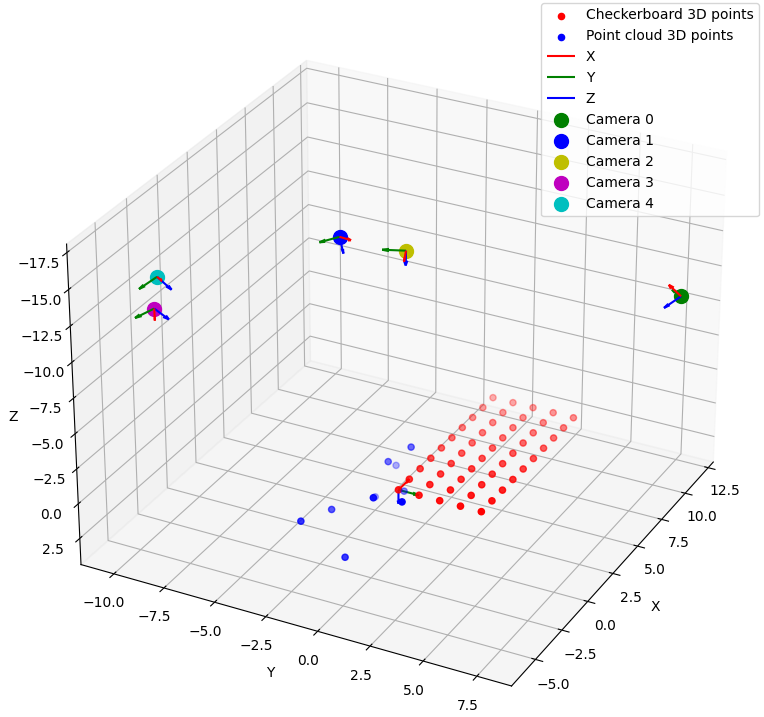 Checkerboard 3D points
Point cloud 3D points
X
Y
Z
Camera 0
Camera 1
Camera 2
Camera 3
Camera 4
−17.5
−15.0
−12.5
−10.0
−7.5
−5.0
−2.5
0.0
2.5
Z
−10.0
−7.5
−5.0
−2.5
0.0
2.5
5.0
7.5
Y
12.5
10.0
7.5
5.0
2.5
0.0
−2.5
−5.0
X